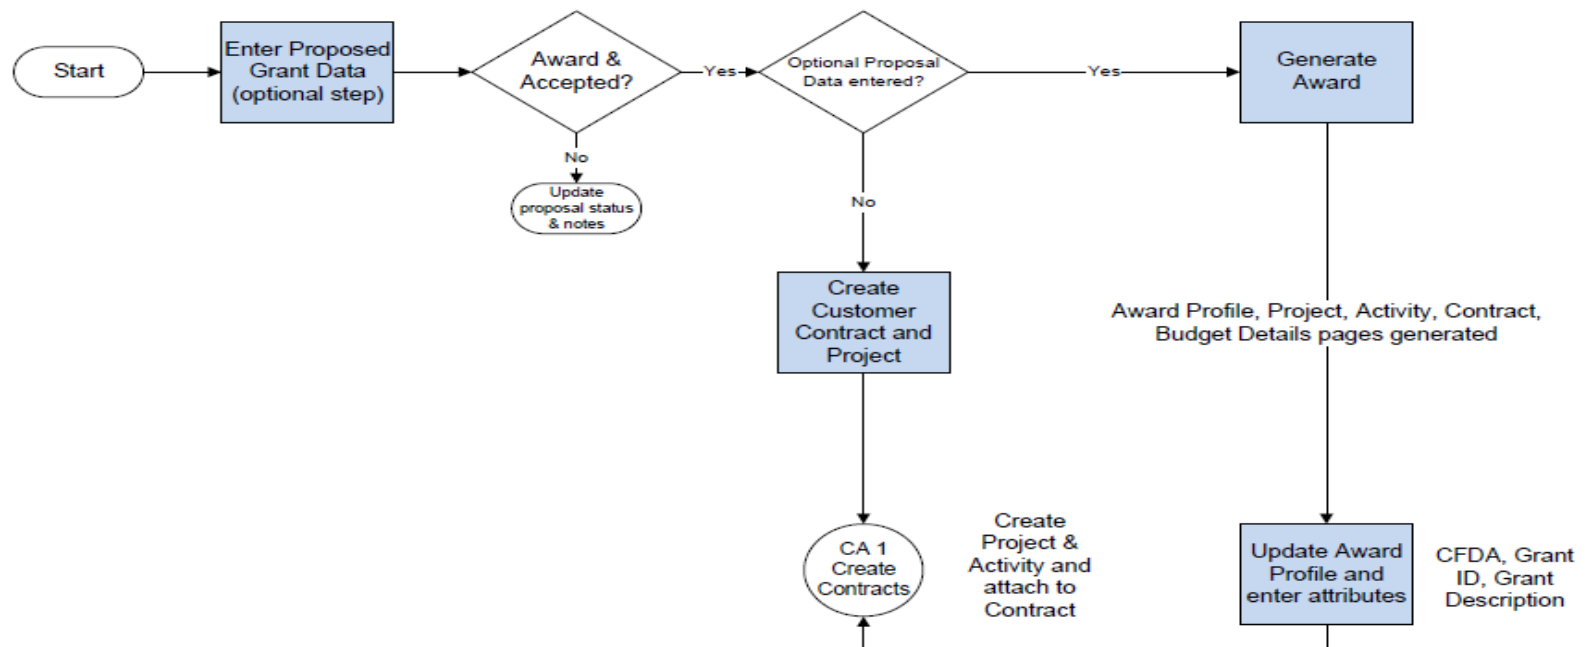 Start
Enter Proposed
Grant Data
(optional step)
Award &
Accepted?
Yes
Optional Proposal
Data entered?
Yes
Generate
Award
No
Update
proposal status
& notes
No
Create
Customer
Contract and
Project
Award Profile, Project, Activity, Contract,
Budget Details pages generated
CA 1
Create
Contracts
Create
Project &
Activity and
attach to
Contract
Update Award
Profile and
enter attributes
CFDA, Grant
ID, Grant
Description